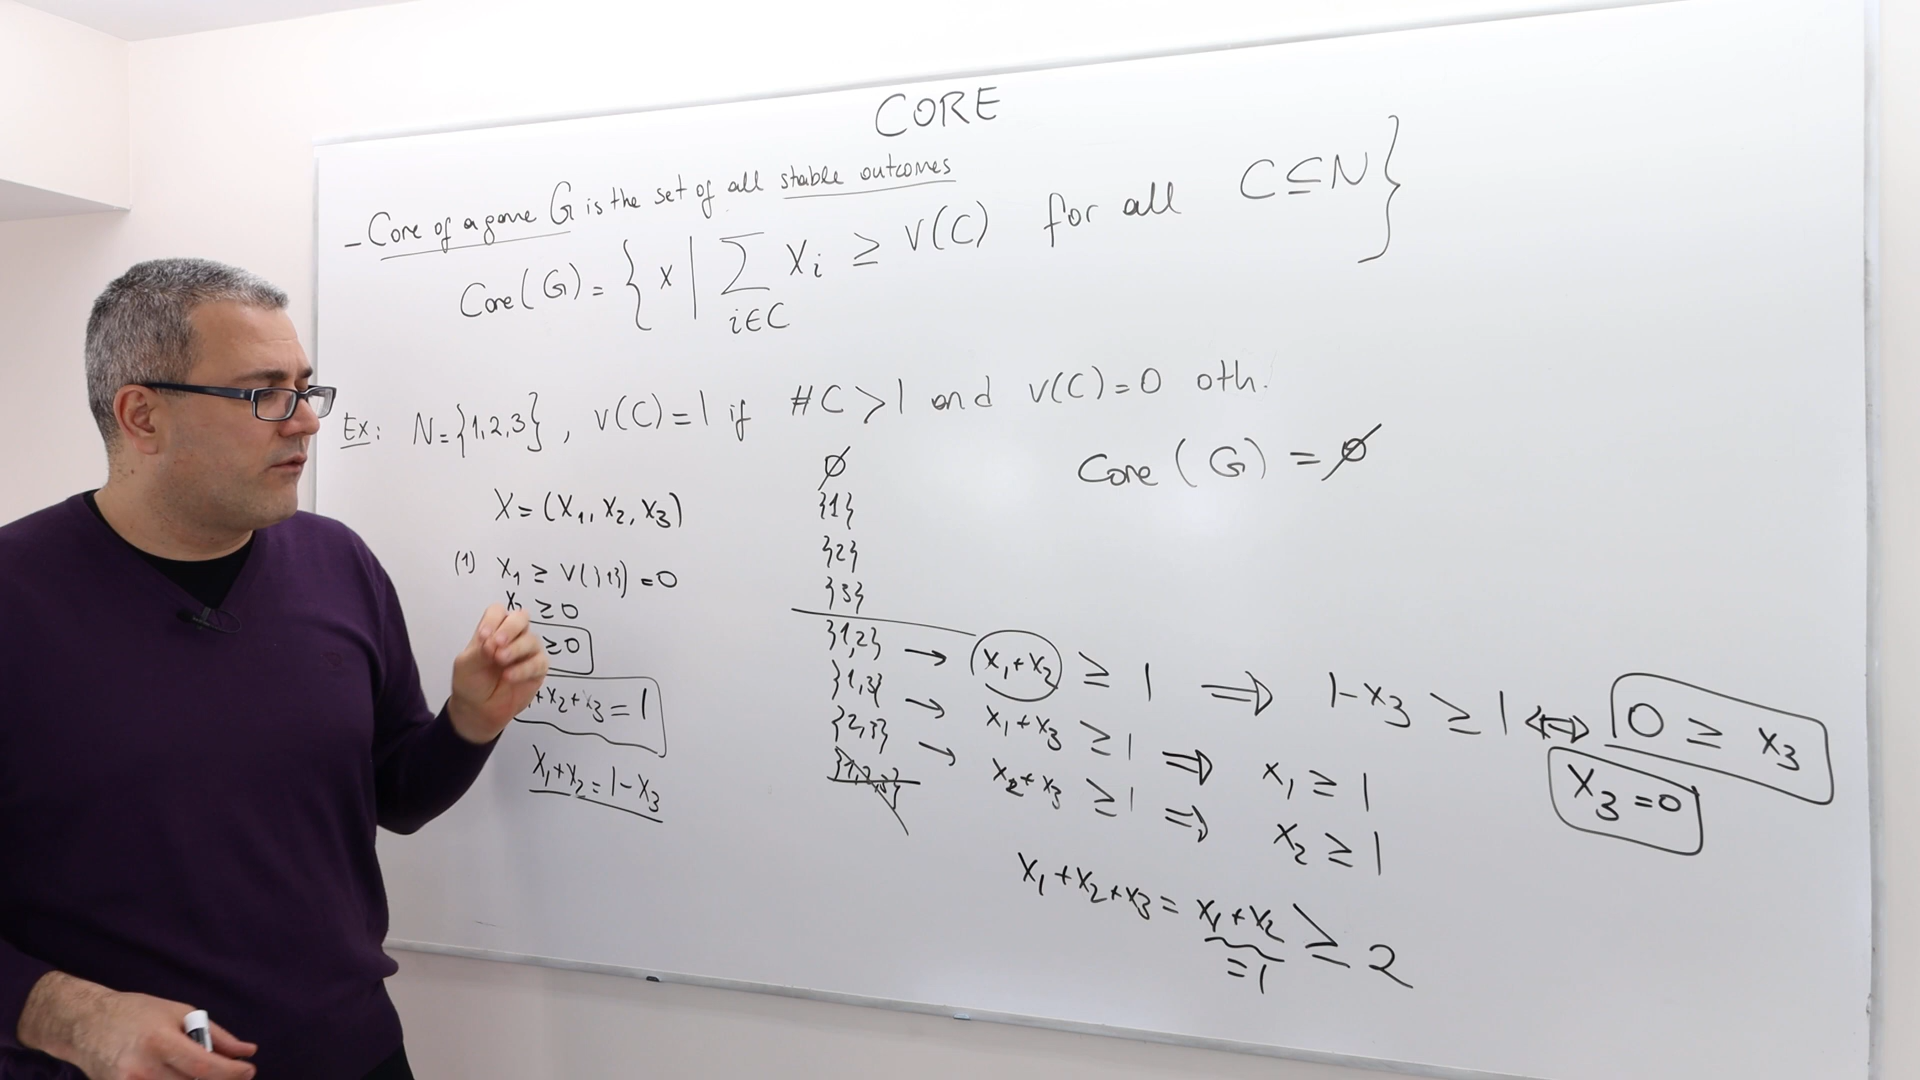 CORE
- Core of a game G is the set of all stable outcomes
Core(G) = { x | ∑ xi ≥ v(C) for all C ⊆ N }
i∈C
Ex: N={1,2,3}, v(C)=1 if #C>1 and v(C)=0 oth.
Core(G) = ∅
X=(X1, X2, X3)
(1) X1 ≥ V({1})=0
X2 ≥0
≥0
+X2+X3=1
X1+X2=1-X3
∅
{1}
{2}
{3}
{1,2} → X1+X2 ≥ 1 ⇒ 1-X3 ≥ 1 ⇔ 0 ≥ X3
{1,3} → X1+X3 ≥ 1 ⇒ X1 ≥ 1
X3=0
{2,3} → X2+X3 ≥ 1 ⇒ X2 ≥ 1
{1,2,3}
X1+X2+X3 = X1+X2 ≥ 2
=1